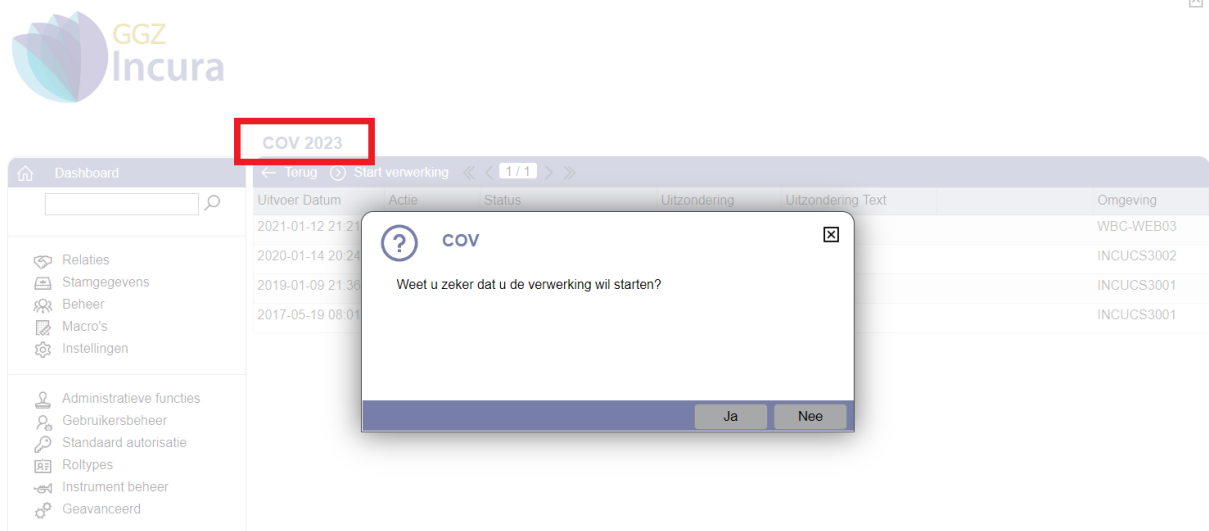 GGZ
Incura
COV 2023
Dashboard
Terug Start verwerking 1 / 1
Uitvoer Datum Actie Status Uitzondering Uitzondering Text Omgeving
2021-01-12 21:21 WBC-WEB03
2020-01-14 20:24 INCUCS3002
2019-01-09 21:36 INCUCS3001
2017-05-19 08:01 INCUCS3001
COV
Weet u zeker dat u de verwerking wil starten?
Ja Nee
Relaties
Stamgegevens
Beheer
Macro's
Instellingen
Administratieve functies
Gebruikersbeheer
Standaard autorisatie
Roltypes
Instrument beheer
Geavanceerd